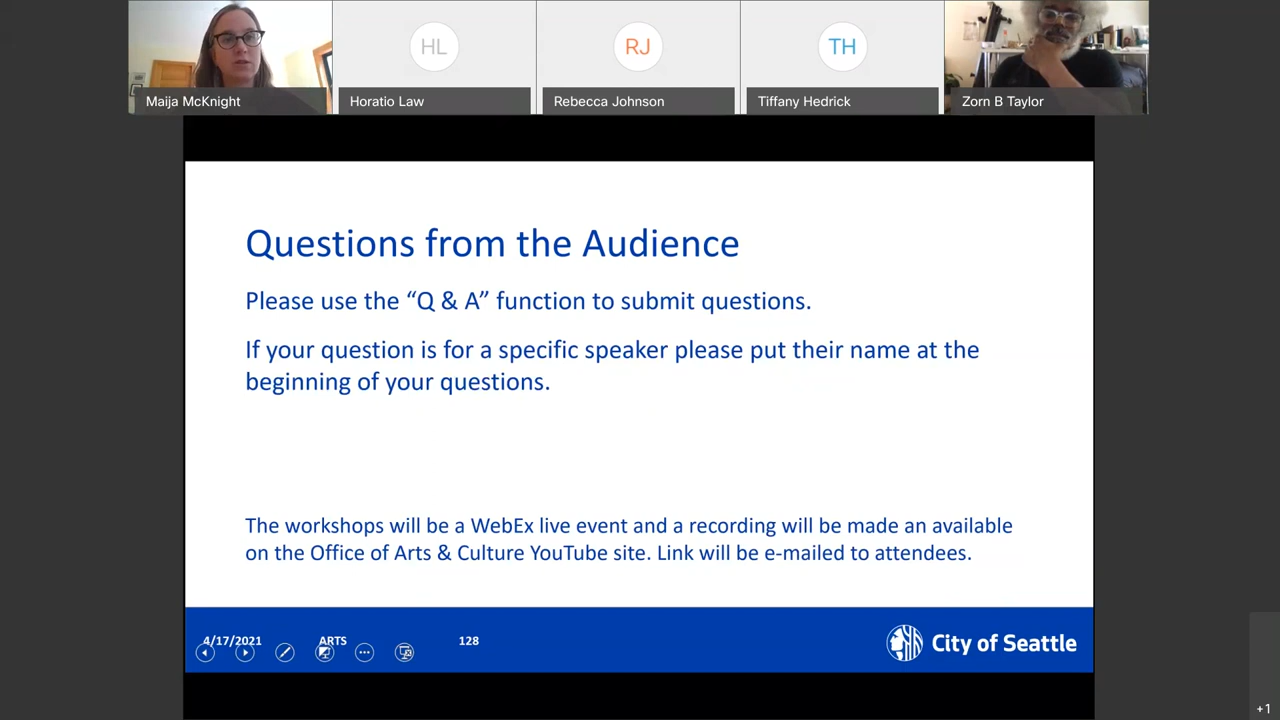 HL
RJ
TH
Maija McKnight
Horatio Law
Rebecca Johnson
Tiffany Hedrick
Zorn B Taylor
Questions from the Audience
Please use the “Q & A” function to submit questions.
If your question is for a specific speaker please put their name at the
beginning of your questions.
The workshops will be a WebEx live event and a recording will be made an available
on the Office of Arts & Culture YouTube site. Link will be e-mailed to attendees.
4/17/2021
ARTS
128
City of Seattle
+1